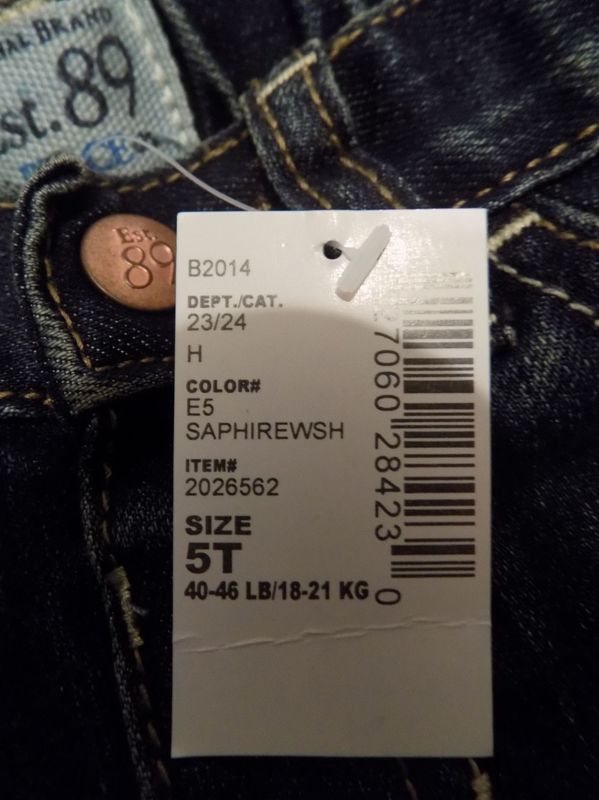 BRAND
st. 89
Est.
89
B2014
DEPT./CAT.
23/24
H
COLOR#
E5
SAPHIREWSH
ITEM#
2026562
SIZE
5T
40-46 LB/18-21 KG
7060 28423 0